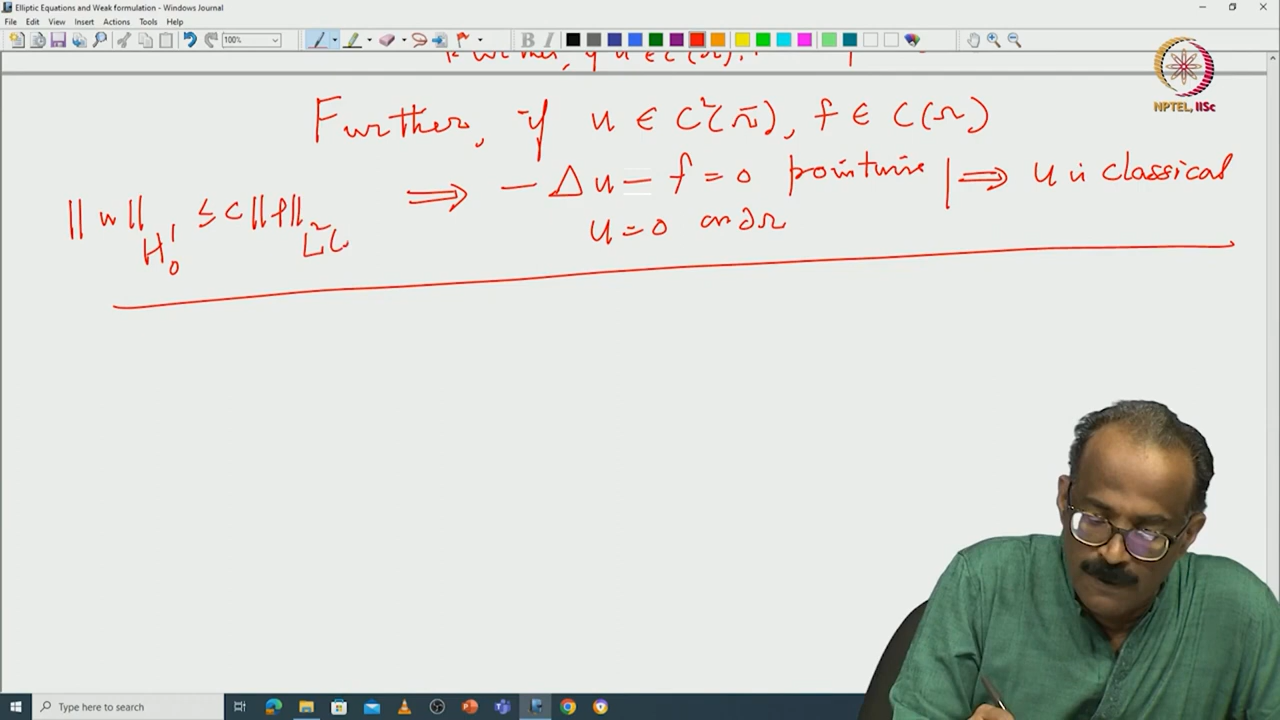 Elliptic Equations and Weak formulation - Windows Journal
File Edit View Insert Actions Tools Help
100%
B I
NPTEL, IISc
Further, if u ∈ C²(Ω̄), f ∈ C(Ω)
⟹ - Δu = f = 0 pointwise | ⟹ u is classical
u = 0 on ∂Ω
|| u ||_{H¹₀} ≤ C || f ||_{L²(
Type here to search